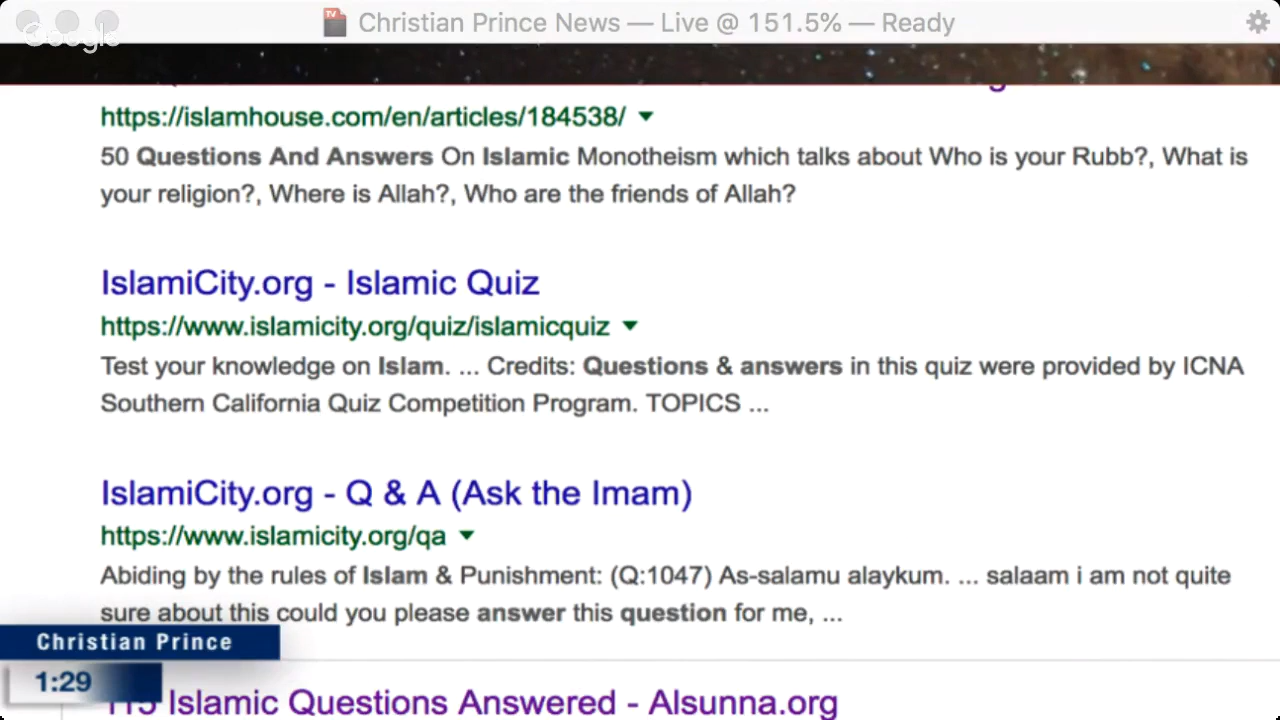 Christian Prince News — Live @ 151.5% — Ready
Google
https://islamhouse.com/en/articles/184538/
50 Questions And Answers On Islamic Monotheism which talks about Who is your Rubb?, What is
your religion?, Where is Allah?, Who are the friends of Allah?
IslamiCity.org - Islamic Quiz
https://www.islamicity.org/quiz/islamicquiz
Test your knowledge on Islam. ... Credits: Questions & answers in this quiz were provided by ICNA
Southern California Quiz Competition Program. TOPICS ...
IslamiCity.org - Q & A (Ask the Imam)
https://www.islamicity.org/qa
Abiding by the rules of Islam & Punishment: (Q:1047) As-salamu alaykum. ... salaam i am not quite
sure about this could you please answer this question for me, ...
Christian Prince
1:29
115 Islamic Questions Answered - Alsunna.org